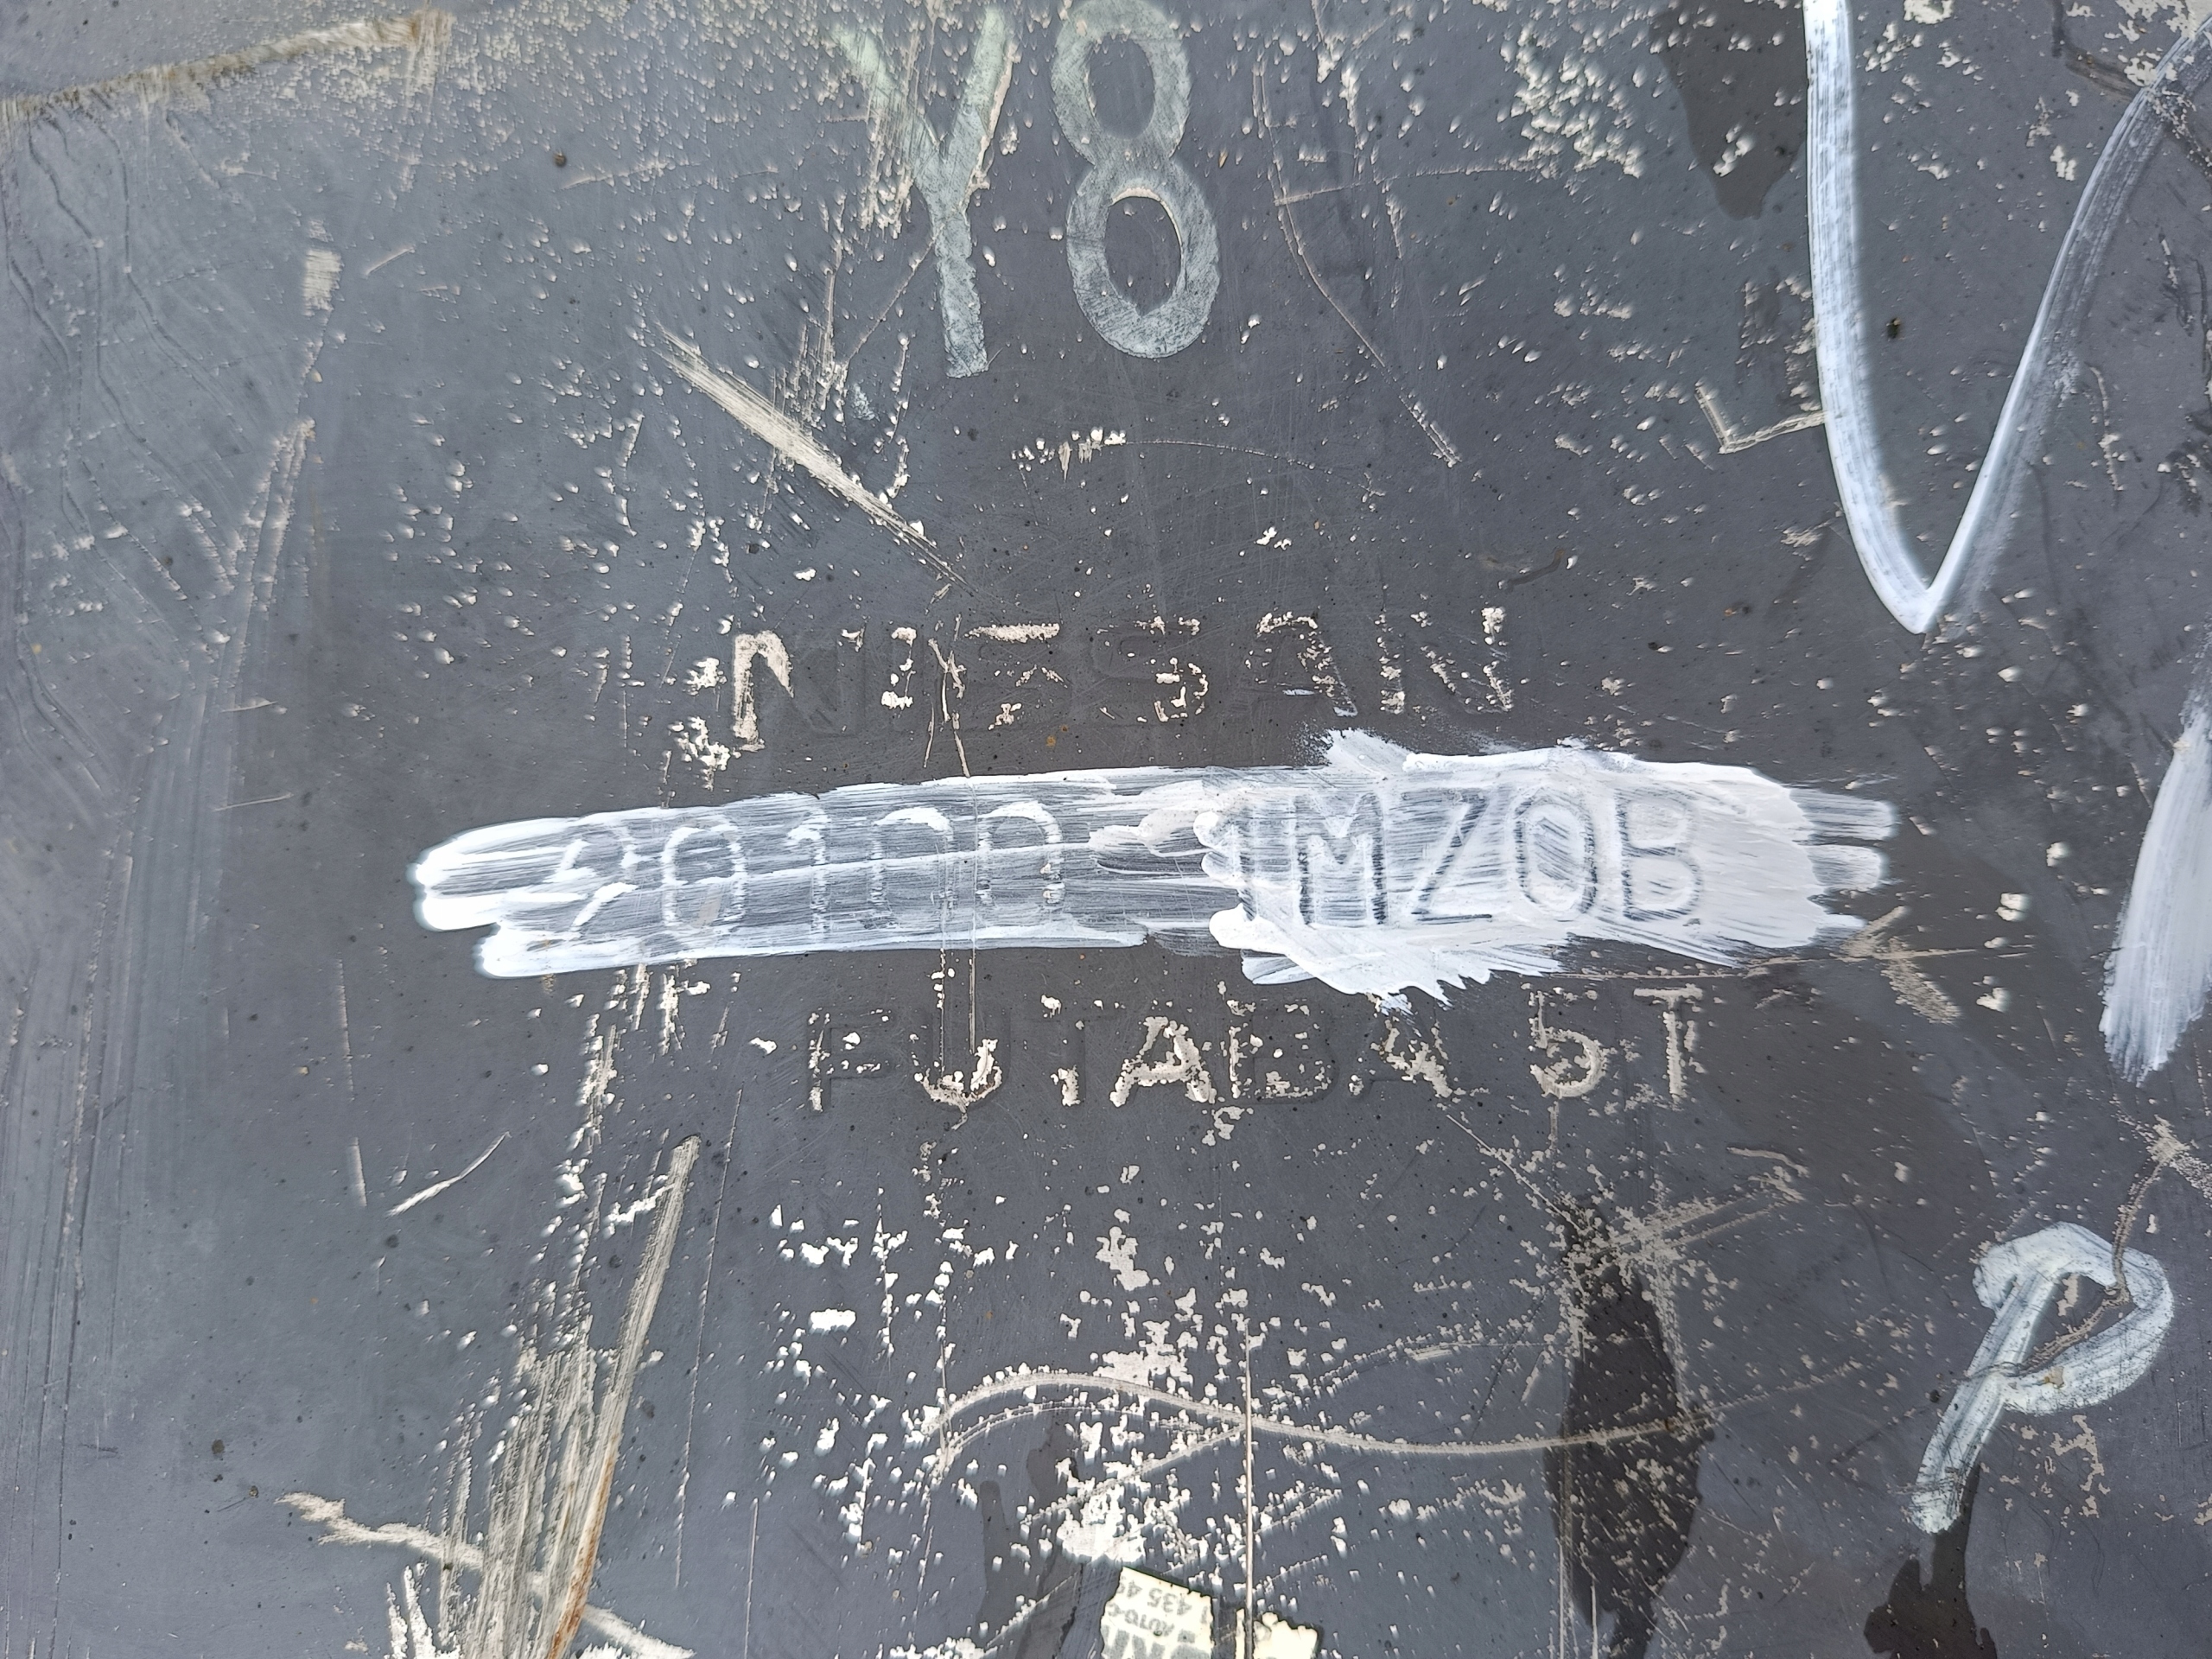 Y8
NISSAN
20100-1MZ0B
FUTABA 5T
P